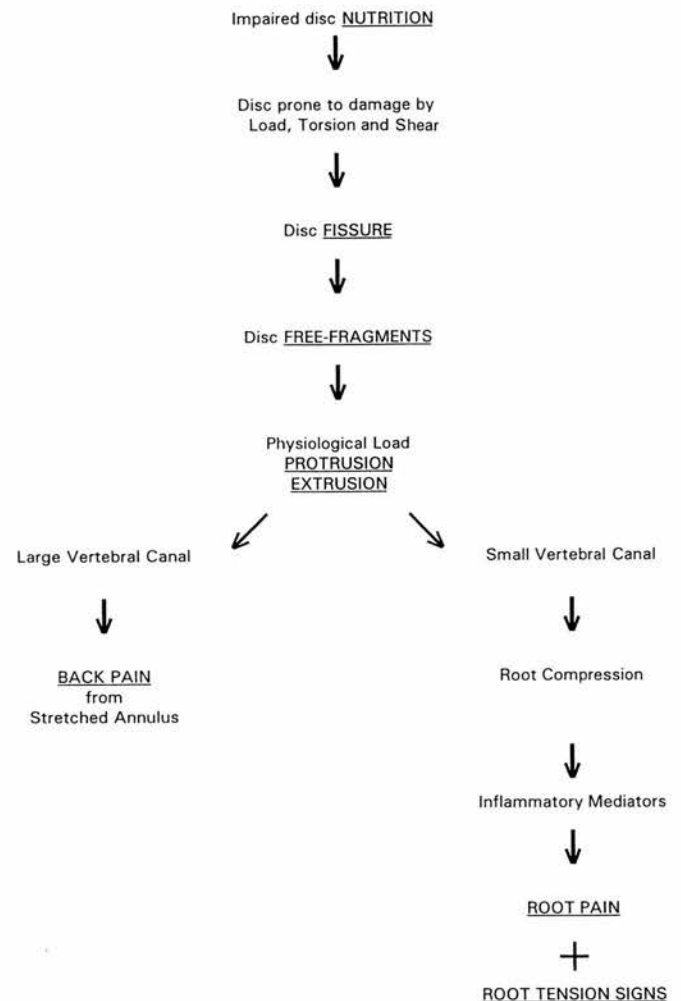 Impaired disc NUTRITION
Disc prone to damage by
Load, Torsion and Shear
Disc FISSURE
Disc FREE-FRAGMENTS
Physiological Load
PROTRUSION
EXTRUSION
Large Vertebral Canal
BACK PAIN
from
Stretched Annulus
Small Vertebral Canal
Root Compression
Inflammatory Mediators
ROOT PAIN
+
ROOT TENSION SIGNS